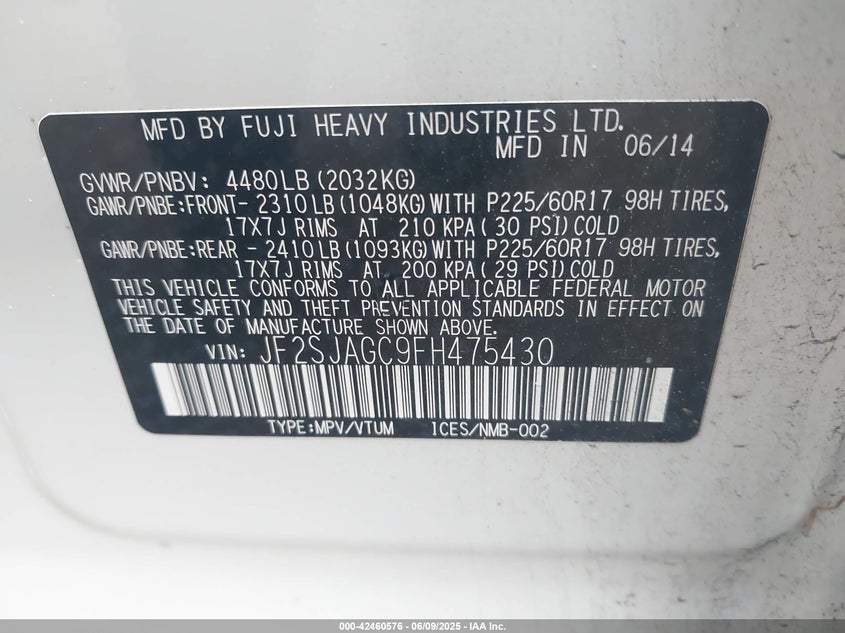 MFD BY FUJI HEAVY INDUSTRIES LTD.
MFD IN 06/14
GVWR/PNBV: 4480LB (2032KG)
GAWR/PNBE:FRONT- 2310LB (1048KG) WITH P225/60R17 98H TIRES,
17X7J RIMS AT 210 KPA ( 30 PSI) COLD
GAWR/PNBE:REAR - 2410LB (1093KG) WITH P225/60R17 98H TIRES,
17X7J RIMS AT 200 KPA ( 29 PSI) COLD
THIS VEHICLE CONFORMS TO ALL APPLICABLE FEDERAL MOTOR
VEHICLE SAFETY AND THEFT PREVENTION STANDARDS IN EFFECT ON
THE DATE OF MANUFACTURE SHOWN ABOVE.
VIN: JF2SJAGC9FH475430
TYPE:MPV/VTUM ICES/NMB-002
000-42460576 - 06/09/2025 - IAA Inc.